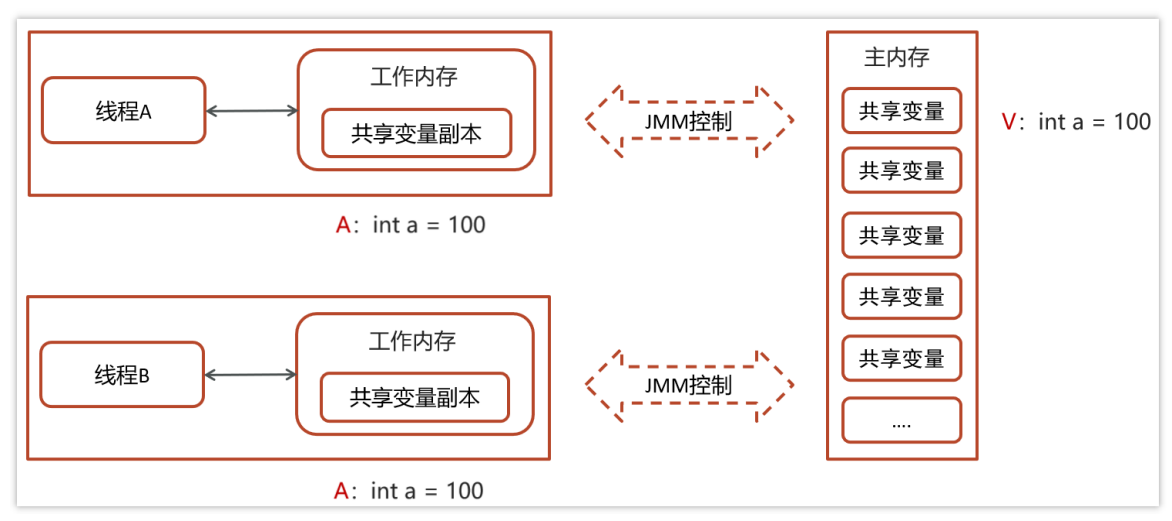 线程A
工作内存
共享变量副本
A：int a = 100
JMM控制
线程B
工作内存
共享变量副本
A：int a = 100
JMM控制
主内存
共享变量
共享变量
共享变量
共享变量
共享变量
....
V：int a = 100